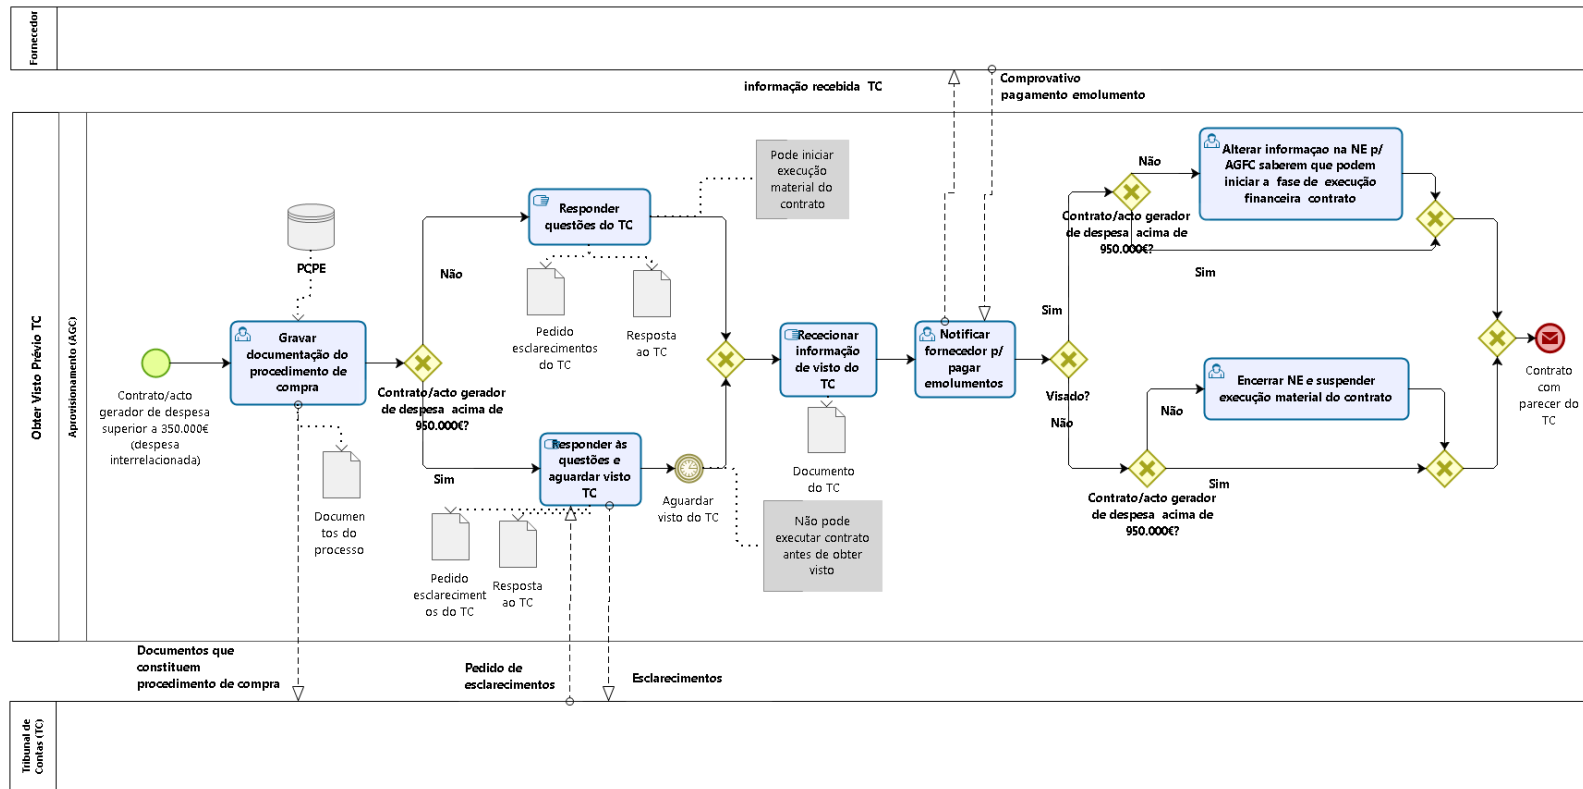 Fornecedor
informação recebida TC
Comprovativo
pagamento emolumento
Obter Visto Prévio TC
Aprovisionamento (AGC)
Contrato/acto
gerador de despesa
superior a 350.000€
(despesa
interrelacionada)
PCPE
Gravar
documentação do
procedimento de
compra
Documen
tos do
processo
Contrato/acto gerador
de despesa acima de
950.000€?
Não
Sim
Responder
questões do TC
Pode iniciar
execução
material do
contrato
Pedido
esclarecimentos
do TC
Resposta
ao TC
Responder às
questões e
aguardar visto
TC
Pedido
esclareciment
os do TC
Resposta
ao TC
Aguardar
visto do TC
Não pode
executar contrato
antes de obter
visto
Rececionar
informação
de visto do
TC
Documento
do TC
Notificar
fornecedor p/
pagar
emolumentos
Visado?
Sim
Não
Contrato/acto gerador
de despesa acima de
950.000€?
Não
Sim
Alterar informaçao na NE p/
AGFC saberem que podem
iniciar a fase de execução
financeira contrato
Contrato/acto gerador
de despesa acima de
950.000€?
Não
Sim
Encerrar NE e suspender
execução material do contrato
Contrato
com
parecer do
TC
Documentos que
constituem
procedimento de compra
Pedido de
esclarecimentos
Esclarecimentos
Tribunal de
Contas (TC)